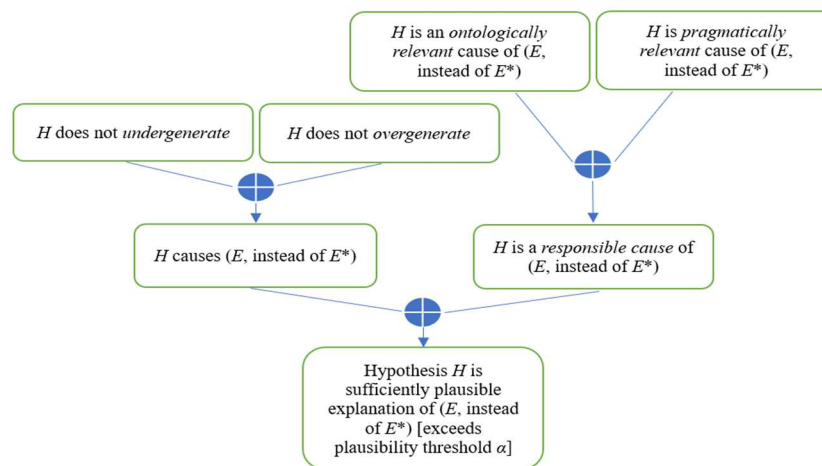 H is an ontologically
relevant cause of (E,
instead of E*)
H is pragmatically
relevant cause of (E,
instead of E*)
H does not undergenerate
H does not overgenerate
H causes (E, instead of E*)
H is a responsible cause of
(E, instead of E*)
Hypothesis H is
sufficiently plausible
explanation of (E, instead
of E*) [exceeds
plausibility threshold α]